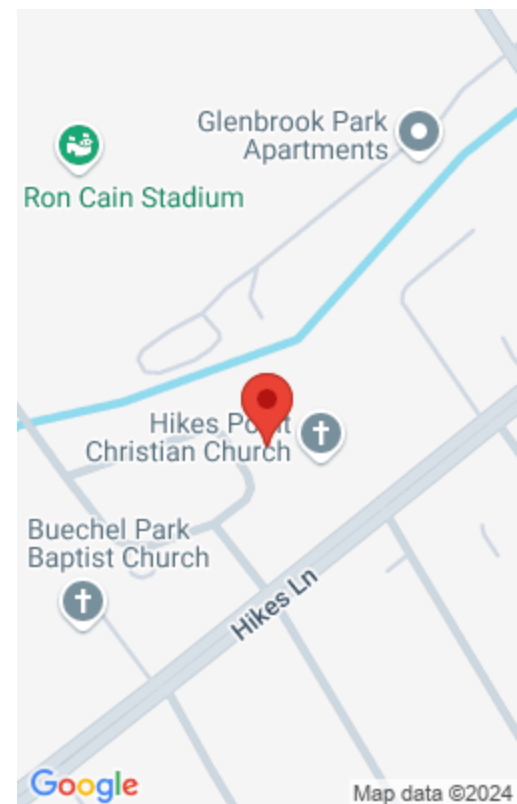 Glenbrook Park
Apartments
Ron Cain Stadium
Hikes Point
Christian Church
Buechel Park
Baptist Church
Hikes Ln
Google
Map data ©2024